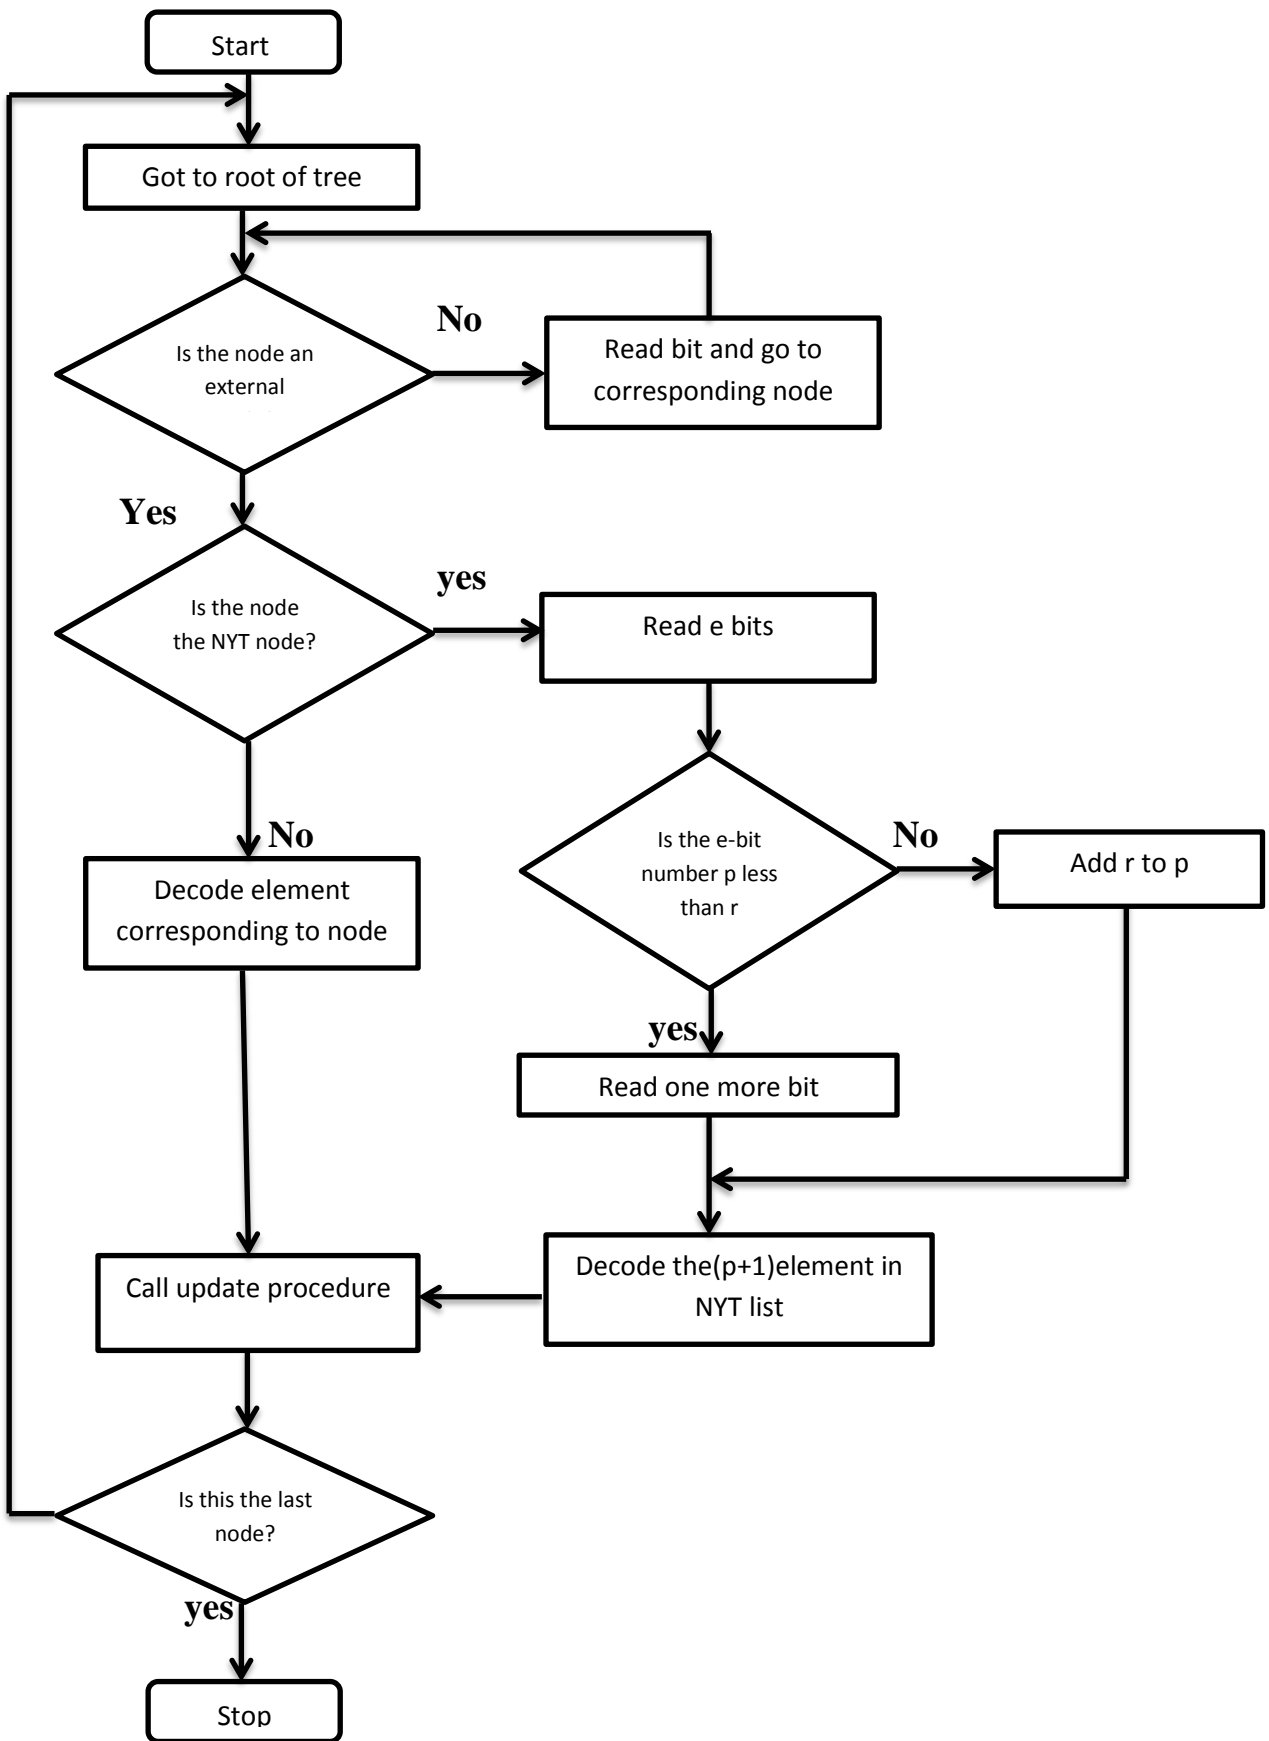 Start
Got to root of tree
No
Is the node an
external
Read bit and go to
corresponding node
Yes
yes
Is the node
the NYT node?
Read e bits
No
Is the e-bit
number p less
than r
No
Add r to p
Decode element
corresponding to node
yes
Read one more bit
Decode the(p+1)element in
NYT list
Call update procedure
Is this the last
node?
yes
Stop